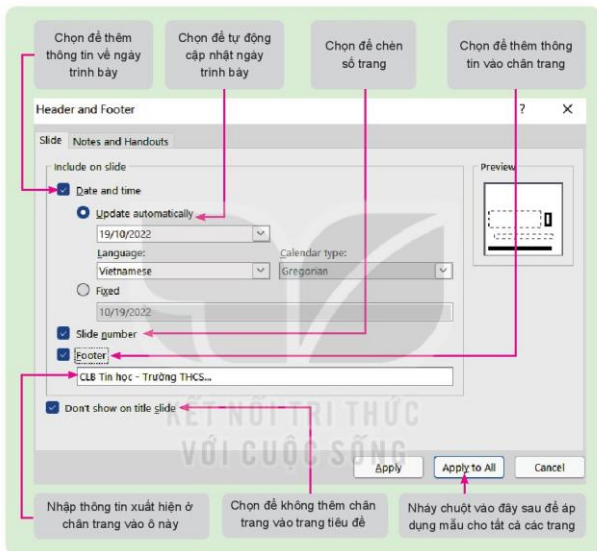 Chọn để thêm
thông tin về ngày
trình bày
Chọn để tự động
cập nhật ngày
trình bày
Chọn để chèn
số trang
Chọn để thêm thông
tin vào chân trang
Header and Footer
?
X
Slide
Notes and Handouts
Include on slide
Preview
Date and time
Update automatically
19/10/2022
Language:
Calendar type:
Vietnamese
Gregorian
Fixed
10/19/2022
Slide number
Footer
CLB Tin học - Trường THCS...
Don't show on title slide
KẾT NỐI TRI THỨC
VỚI CUỘC SỐNG
Apply
Apply to All
Cancel
Nhập thông tin xuất hiện ở
chân trang vào ô này
Chọn để không thêm chân
trang vào trang tiêu đề
Nháy chuột vào đây sau để áp
dụng mẫu cho tất cả các trang